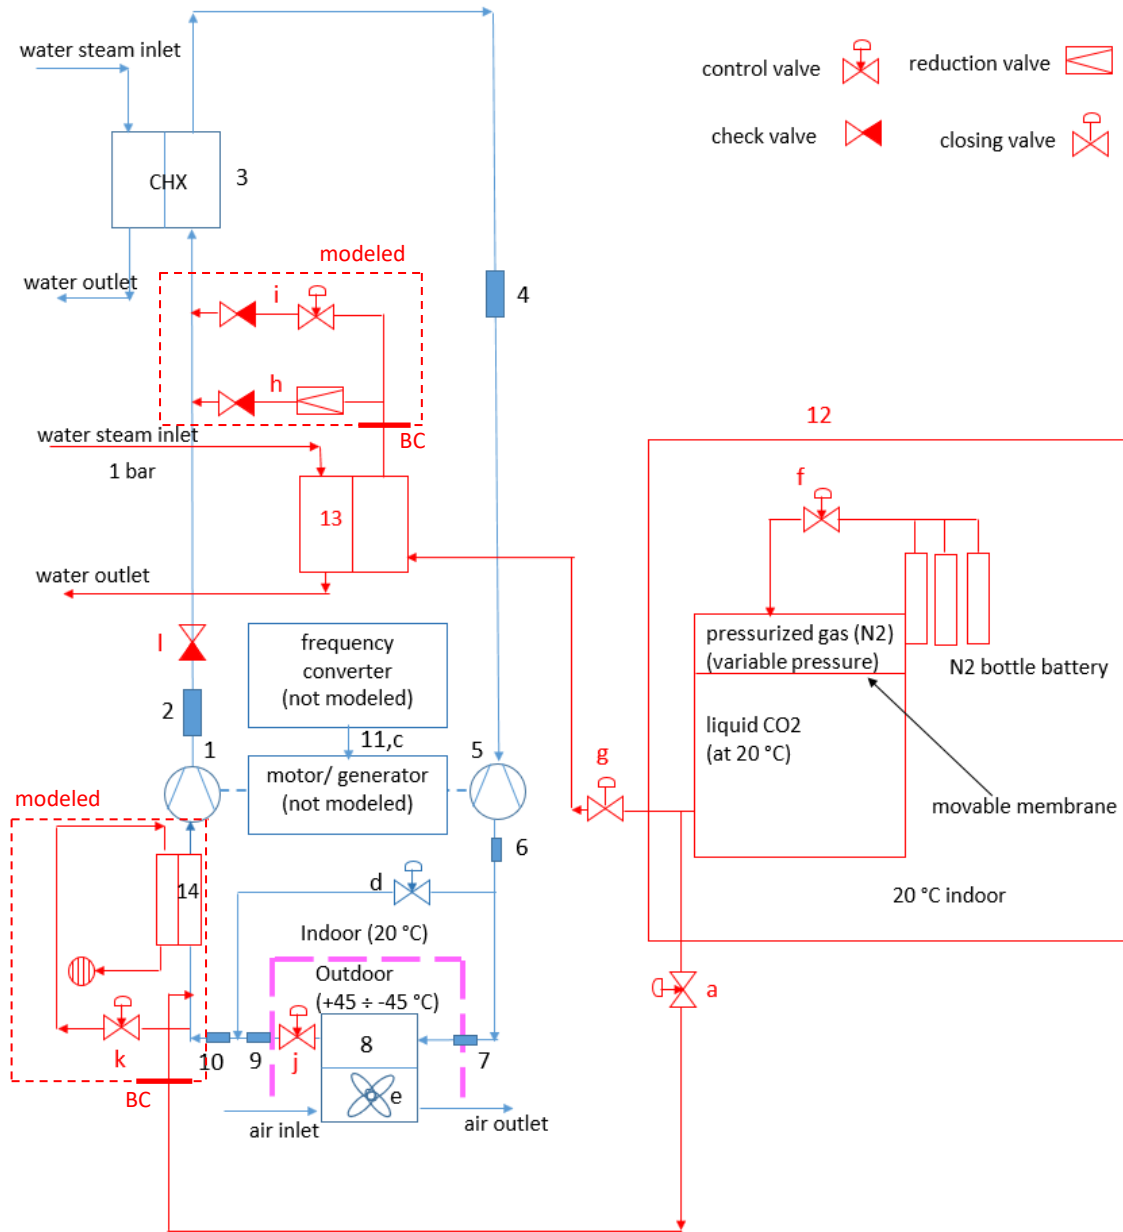 water steam inlet
control valve
reduction valve
check valve
closing valve
CHX
3
modeled
water outlet
i
4
h
12
water steam inlet
BC
1 bar
f
13
water outlet
pressurized gas (N2)
(variable pressure)
N2 bottle battery
l
frequency
converter
(not modeled)
2
liquid CO2
(at 20 °C)
1
11,c
5
g
motor/ generator
(not modeled)
modeled
movable membrane
6
14
d
20 °C indoor
Indoor (20 °C)
Outdoor
(+45 ÷ -45 °C)
a
8
k
10
9
j
7
e
BC
air inlet
air outlet